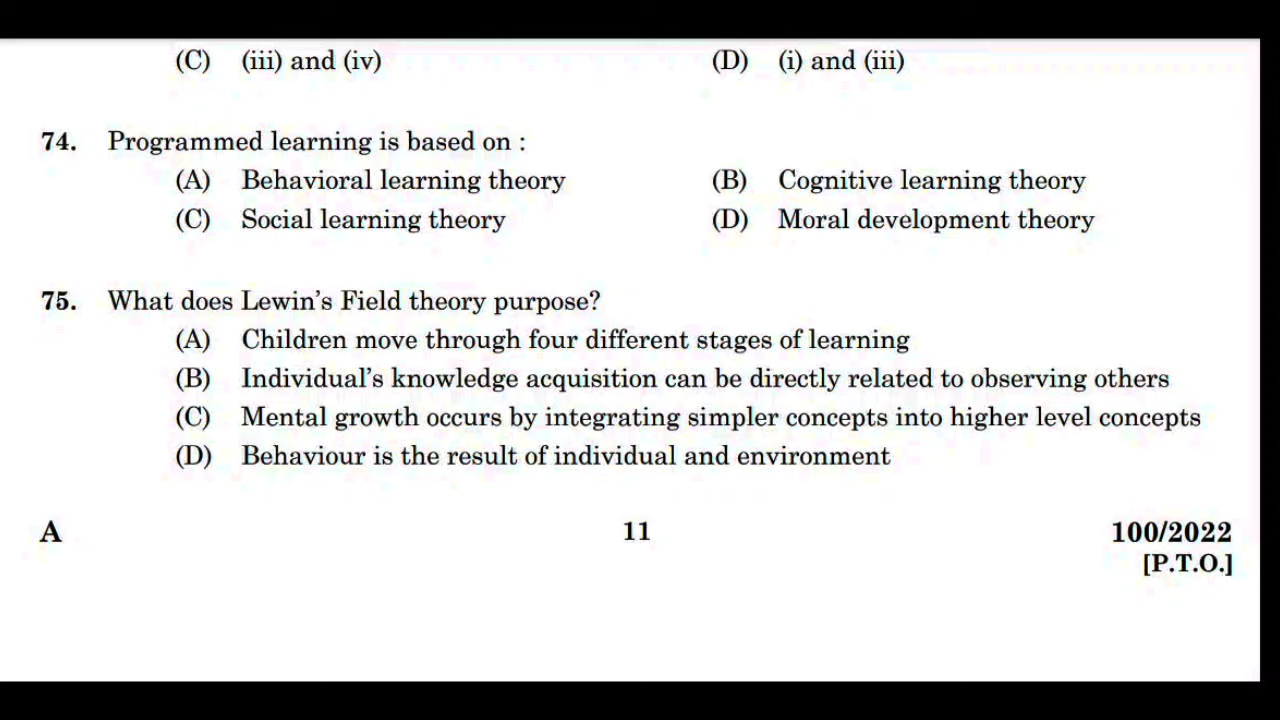 (C) (iii) and (iv) (D) (i) and (iii)
74. Programmed learning is based on :
(A) Behavioral learning theory (B) Cognitive learning theory
(C) Social learning theory (D) Moral development theory
75. What does Lewin's Field theory purpose?
(A) Children move through four different stages of learning
(B) Individual's knowledge acquisition can be directly related to observing others
(C) Mental growth occurs by integrating simpler concepts into higher level concepts
(D) Behaviour is the result of individual and environment
A 11 100/2022
[P.T.O.]